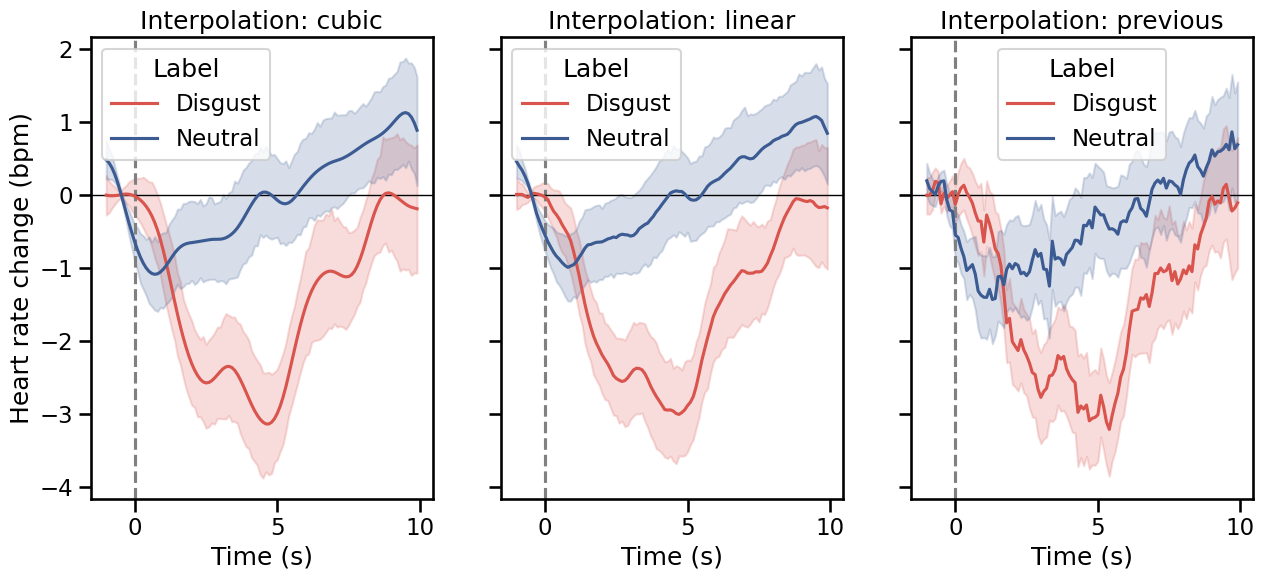 Interpolation: cubic
Interpolation: linear
Interpolation: previous
Heart rate change (bpm)
2
1
0
−1
−2
−3
−4
Label
Disgust
Neutral
0
5
10
Time (s)
Label
Disgust
Neutral
0
5
10
Time (s)
Label
Disgust
Neutral
0
5
10
Time (s)